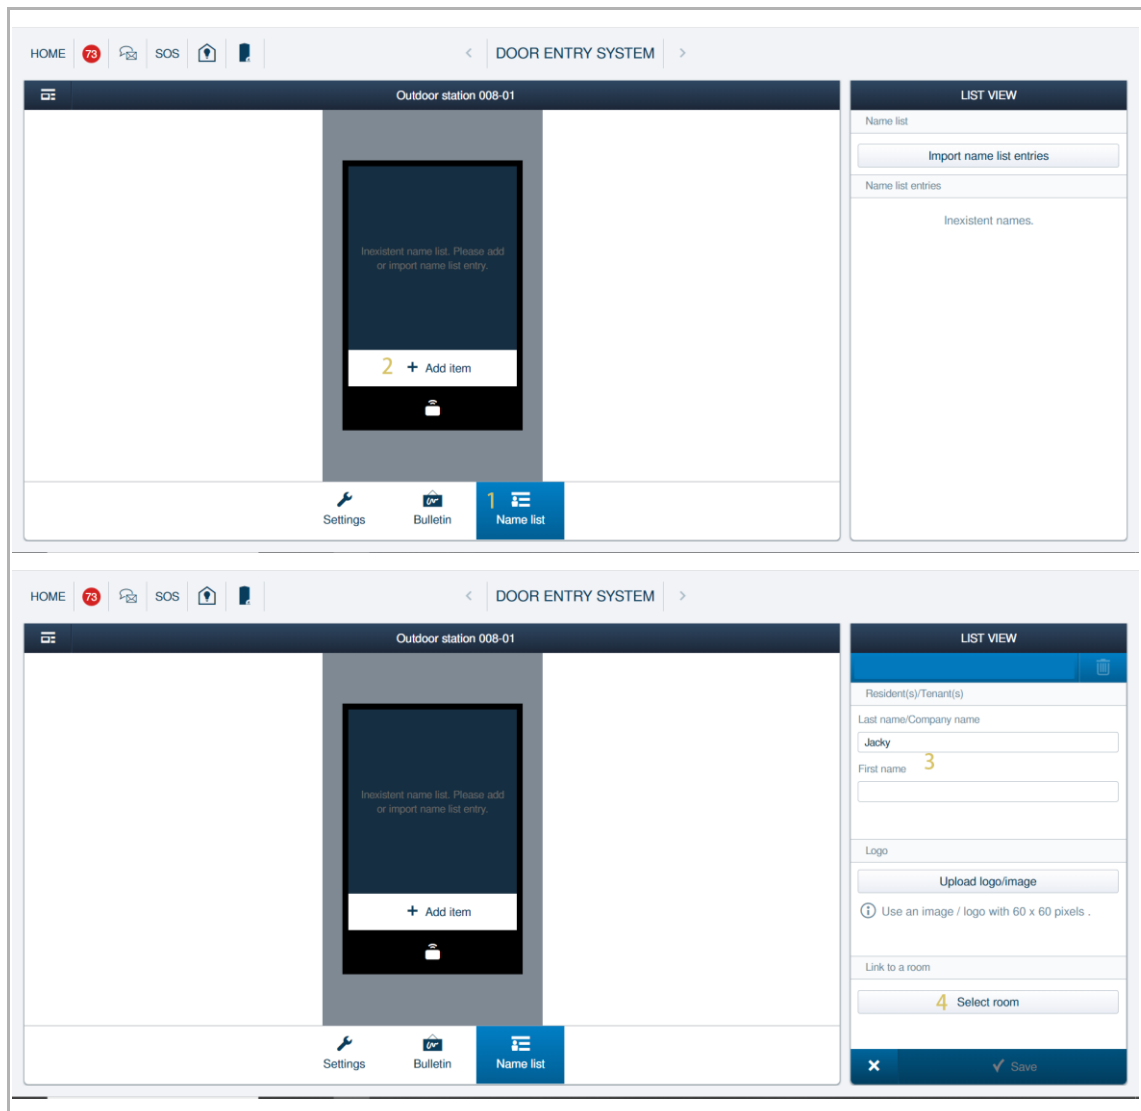 HOME 73 SOS < DOOR ENTRY SYSTEM >
Outdoor station 008-01
Inexistent name list. Please add
or import name list entry.
2 + Add item
Settings
Bulletin
1 Name list
LIST VIEW
Name list
Import name list entries
Name list entries
Inexistent names.
HOME 73 SOS < DOOR ENTRY SYSTEM >
Outdoor station 008-01
Inexistent name list. Please add
or import name list entry.
+ Add item
Settings
Bulletin
Name list
LIST VIEW
Resident(s)/Tenant(s)
Last name/Company name
Jacky
First name 3
Logo
Upload logo/image
Use an image / logo with 60 x 60 pixels .
Link to a room
4 Select room
Save